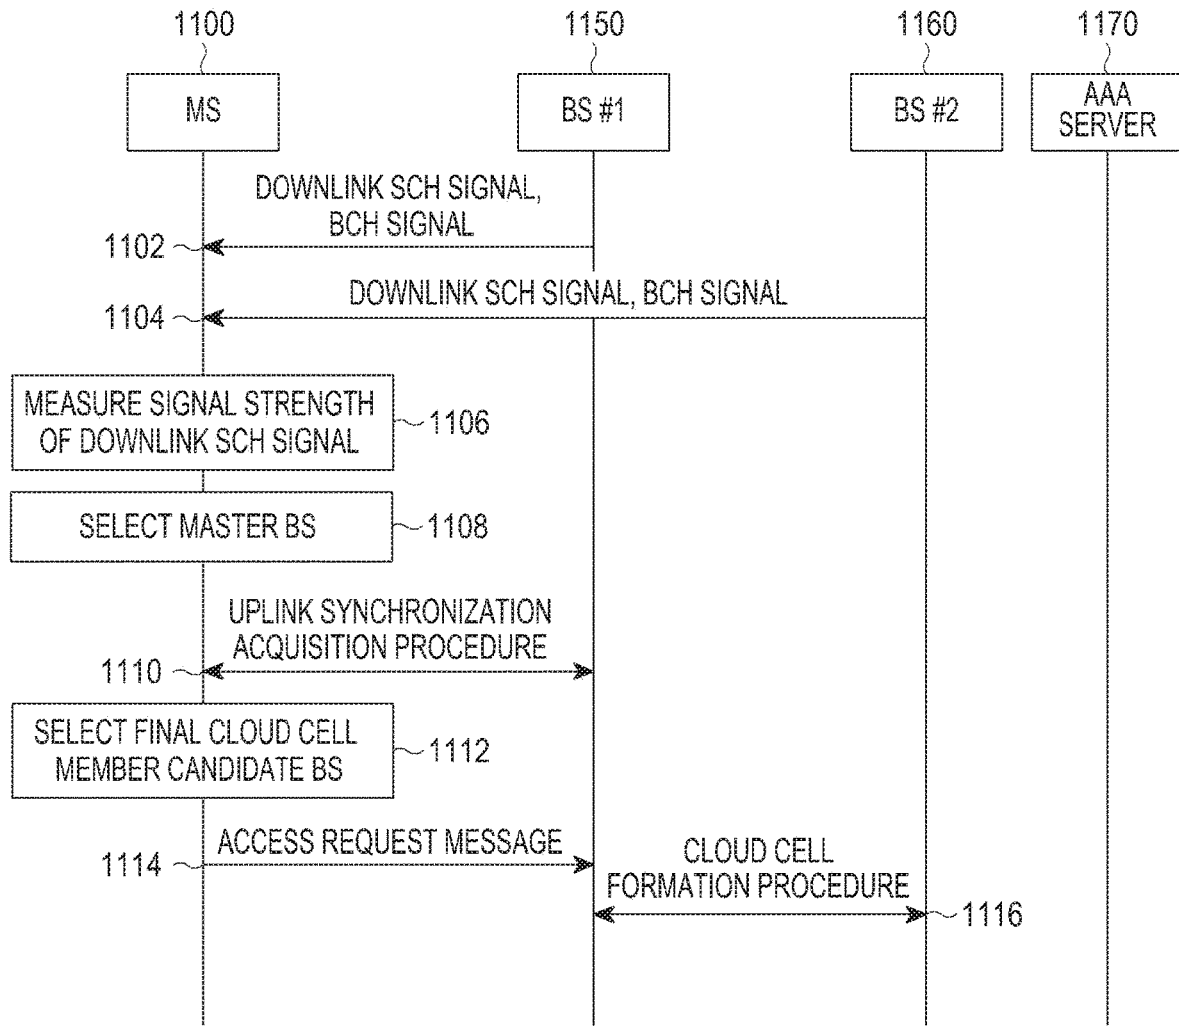 1100
1150
1160
1170
MS
BS #1
BS #2
AAA
SERVER
DOWNLINK SCH SIGNAL,
BCH SIGNAL
1102
DOWNLINK SCH SIGNAL, BCH SIGNAL
1104
MEASURE SIGNAL STRENGTH
OF DOWNLINK SCH SIGNAL
1106
SELECT MASTER BS
1108
UPLINK SYNCHRONIZATION
ACQUISITION PROCEDURE
1110
SELECT FINAL CLOUD CELL
MEMBER CANDIDATE BS
1112
ACCESS REQUEST MESSAGE
1114
CLOUD CELL
FORMATION PROCEDURE
1116